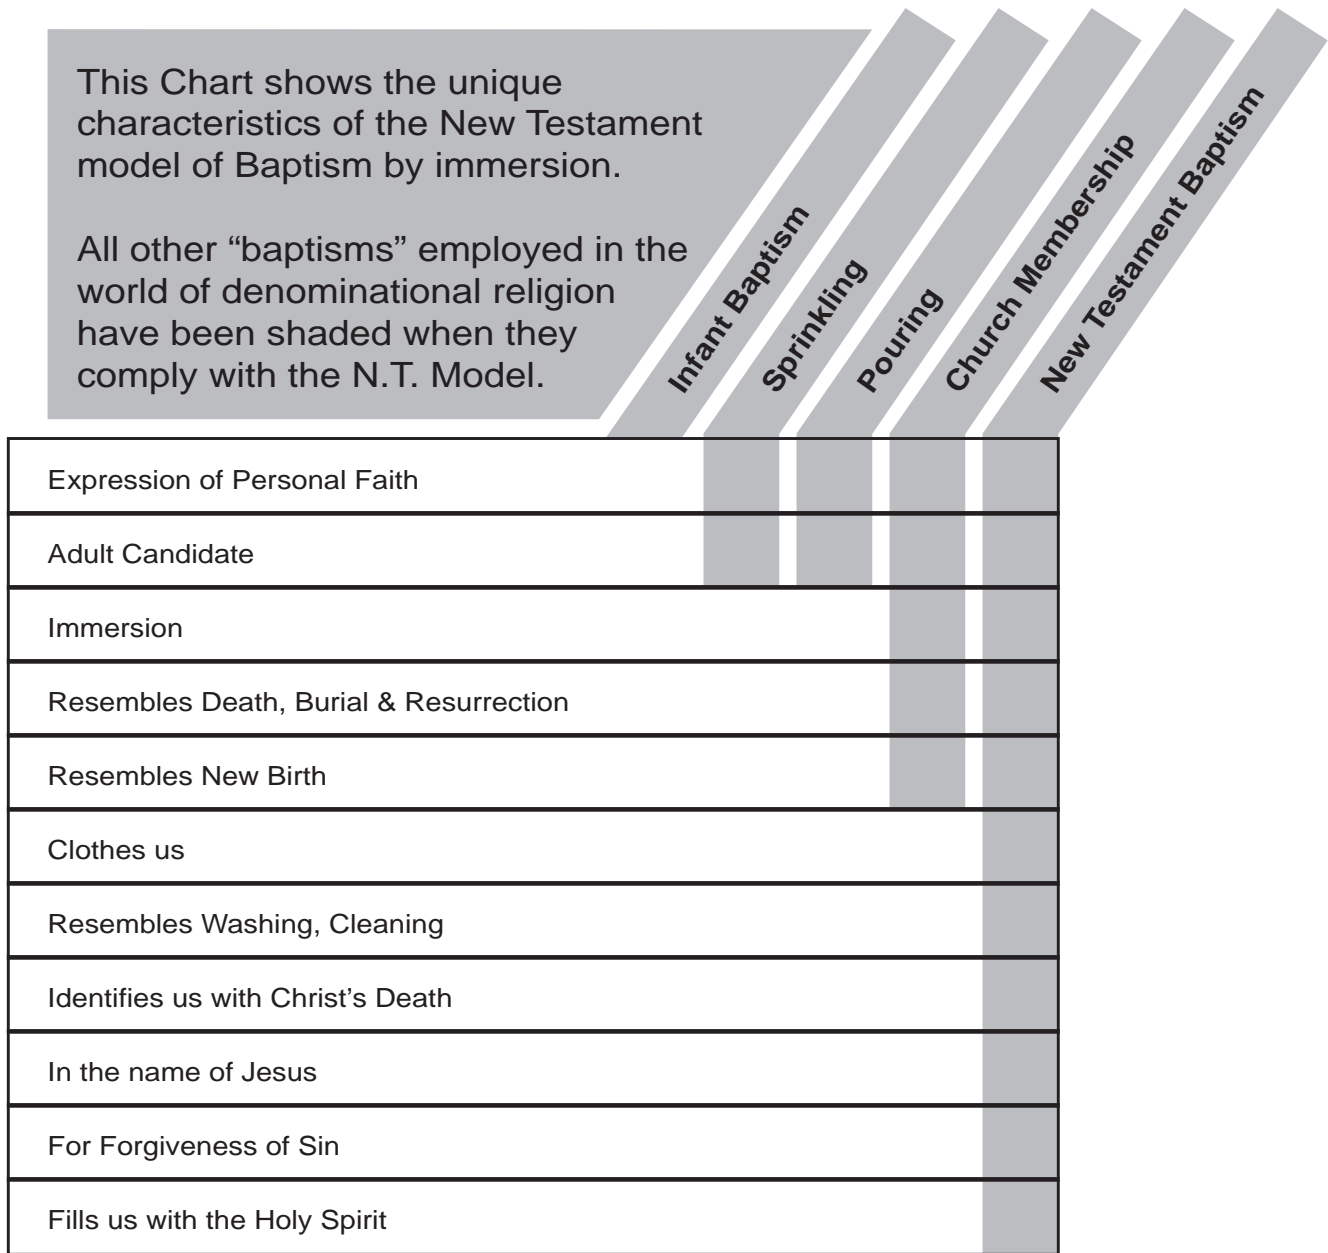 This Chart shows the unique
characteristics of the New Testament
model of Baptism by immersion.
All other “baptisms” employed in the
world of denominational religion
have been shaded when they
comply with the N.T. Model.
Infant Baptism
Sprinkling
Pouring
Church Membership
New Testament Baptism
Expression of Personal Faith
Adult Candidate
Immersion
Resembles Death, Burial & Resurrection
Resembles New Birth
Clothes us
Resembles Washing, Cleaning
Identifies us with Christ’s Death
In the name of Jesus
For Forgiveness of Sin
Fills us with the Holy Spirit